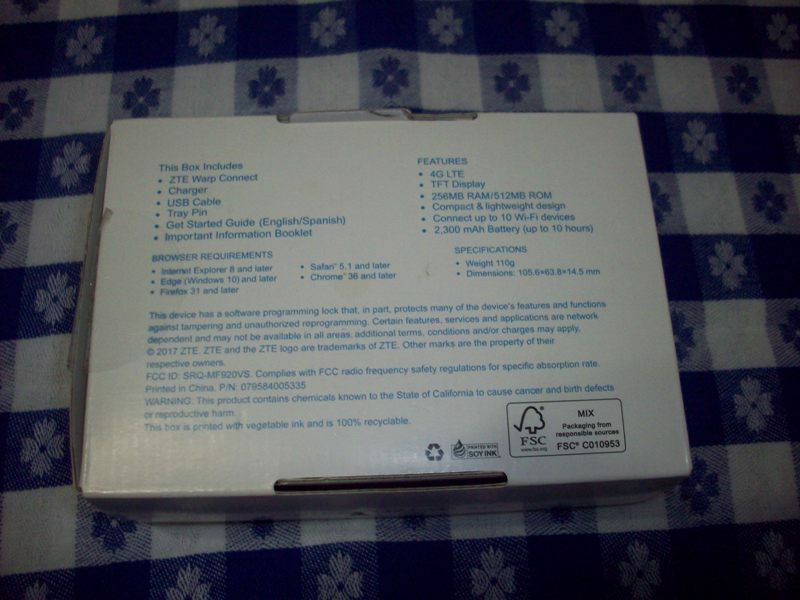 This Box Includes
• ZTE Warp Connect
• Charger
• USB Cable
• Tray Pin
• Get Started Guide (English/Spanish)
• Important Information Booklet
FEATURES
• 4G LTE
• TFT Display
• 256MB RAM/512MB ROM
• Compact & lightweight design
• Connect up to 10 Wi-Fi devices
• 2,300 mAh Battery (up to 10 hours)
BROWSER REQUIREMENTS
• Internet Explorer 8 and later
• Edge (Windows 10) and later
• Firefox 31 and later
• Safari™ 5.1 and later
• Chrome™ 36 and later
SPECIFICATIONS
• Weight 110g
• Dimensions: 105.6×63.8×14.5 mm
This device has a software programming lock that, in part, protects many of the device's features and functions
against tampering and unauthorized reprogramming. Certain features, services and applications are network
dependent and may not be available in all areas; additional terms, conditions and/or charges may apply.
© 2017 ZTE. ZTE and the ZTE logo are trademarks of ZTE. Other marks are the property of their
respective owners.
FCC ID: SRQ-MF920VS. Complies with FCC radio frequency safety regulations for specific absorption rate.
Printed in China. P/N: 079584005335
WARNING: This product contains chemicals known to the State of California to cause cancer and birth defects
or reproductive harm.
This box is printed with vegetable ink and is 100% recyclable.
PRINTED WITH
SOY INK
FSC
www.fsc.org
MIX
Packaging from
responsible sources
FSC® C010953